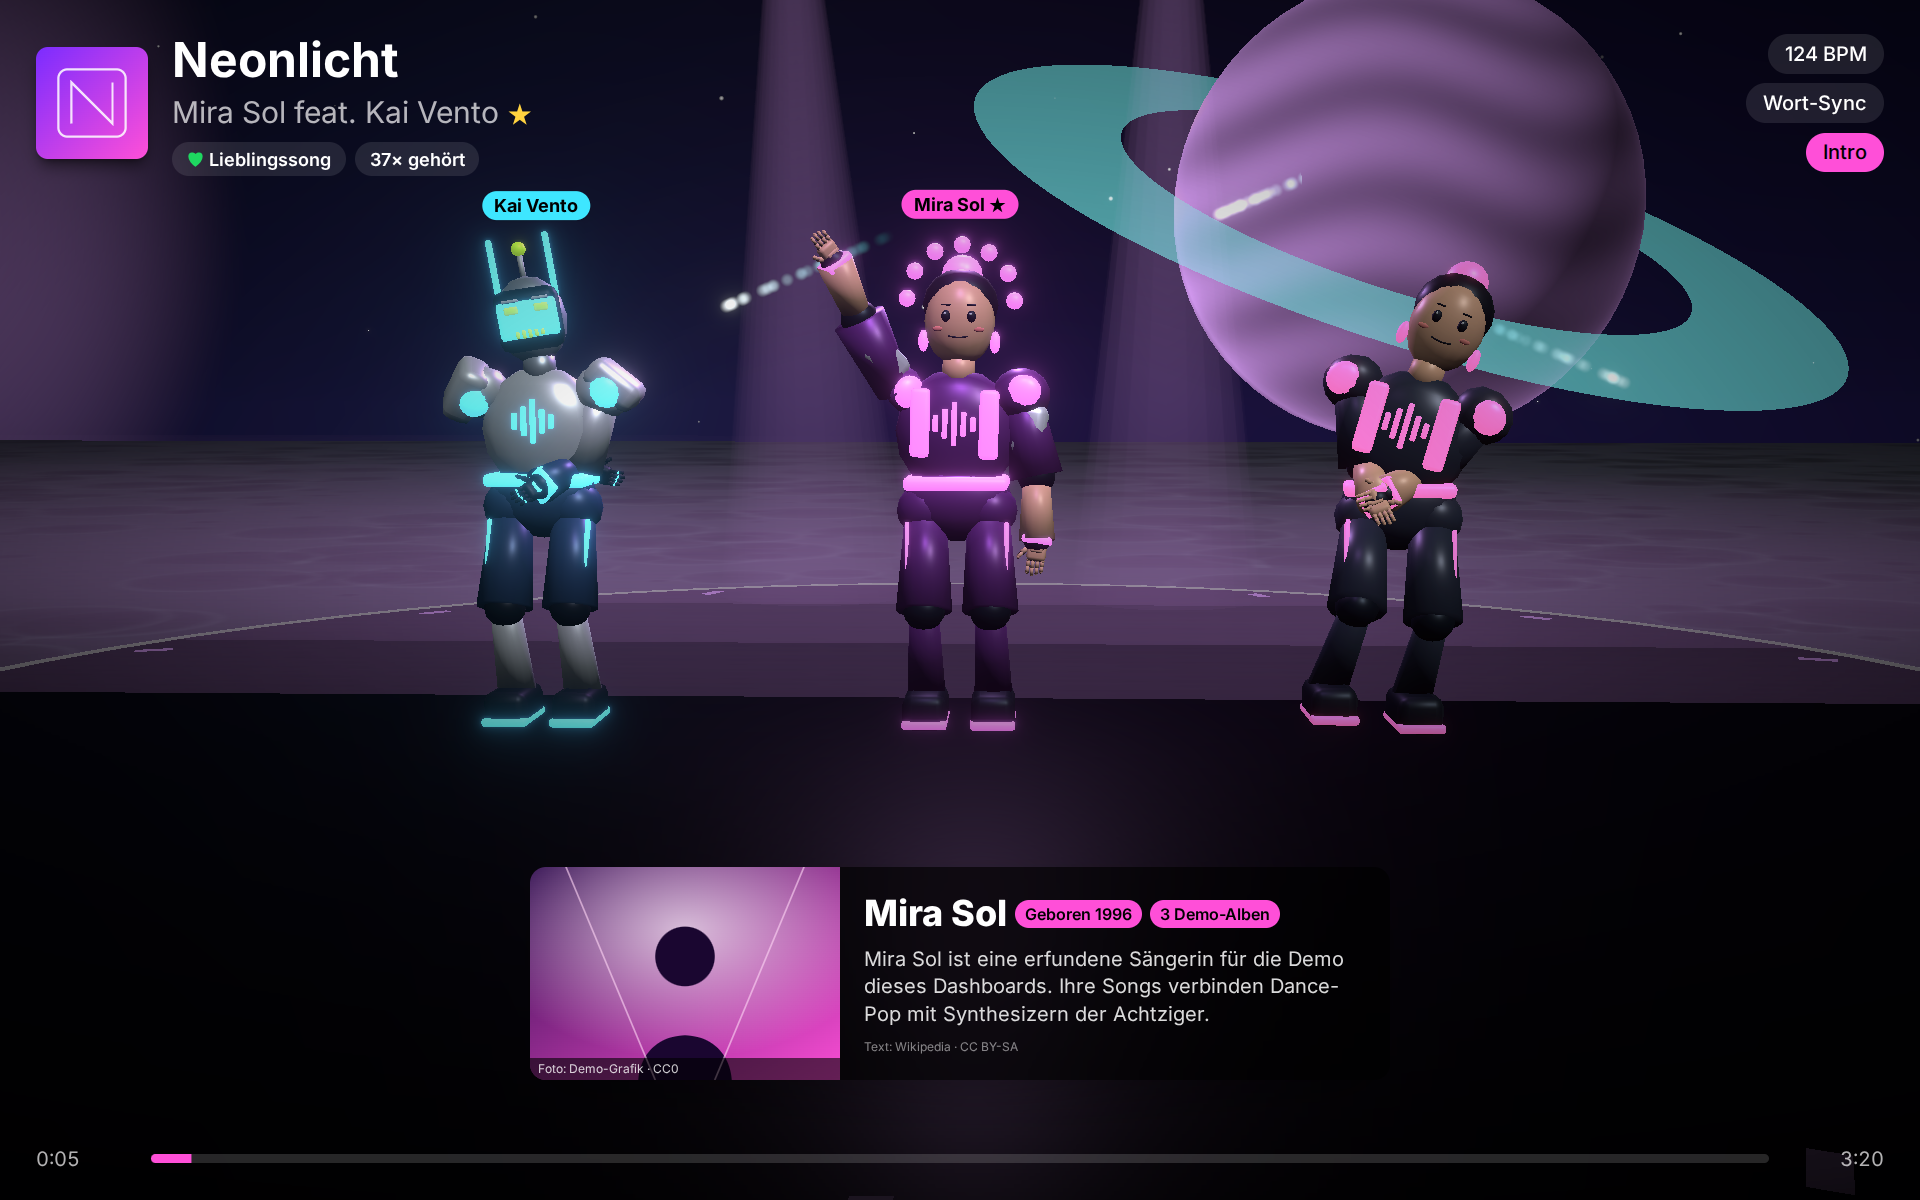 Neonlicht
Mira Sol feat. Kai Vento ★
Lieblingssong
37× gehört
124 BPM
Wort-Sync
Intro
N
Kai Vento
Mira Sol ★
Mira Sol
Geboren 1996
3 Demo-Alben
Mira Sol ist eine erfundene Sängerin für die Demo
dieses Dashboards. Ihre Songs verbinden Dance-
Pop mit Synthesizern der Achtziger.
Text: Wikipedia · CC BY-SA
Foto: Demo-Grafik · CC0
0:05
3:20